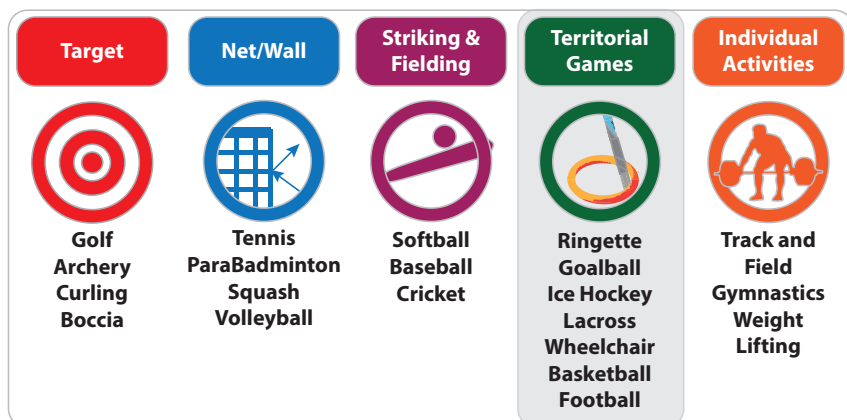 Target
Net/Wall
Striking &
Fielding
Territorial
Games
Individual
Activities
Golf
Archery
Curling
Boccia
Tennis
ParaBadminton
Squash
Volleyball
Softball
Baseball
Cricket
Ringette
Goalball
Ice Hockey
Lacross
Wheelchair
Basketball
Football
Track and
Field
Gymnastics
Weight
Lifting